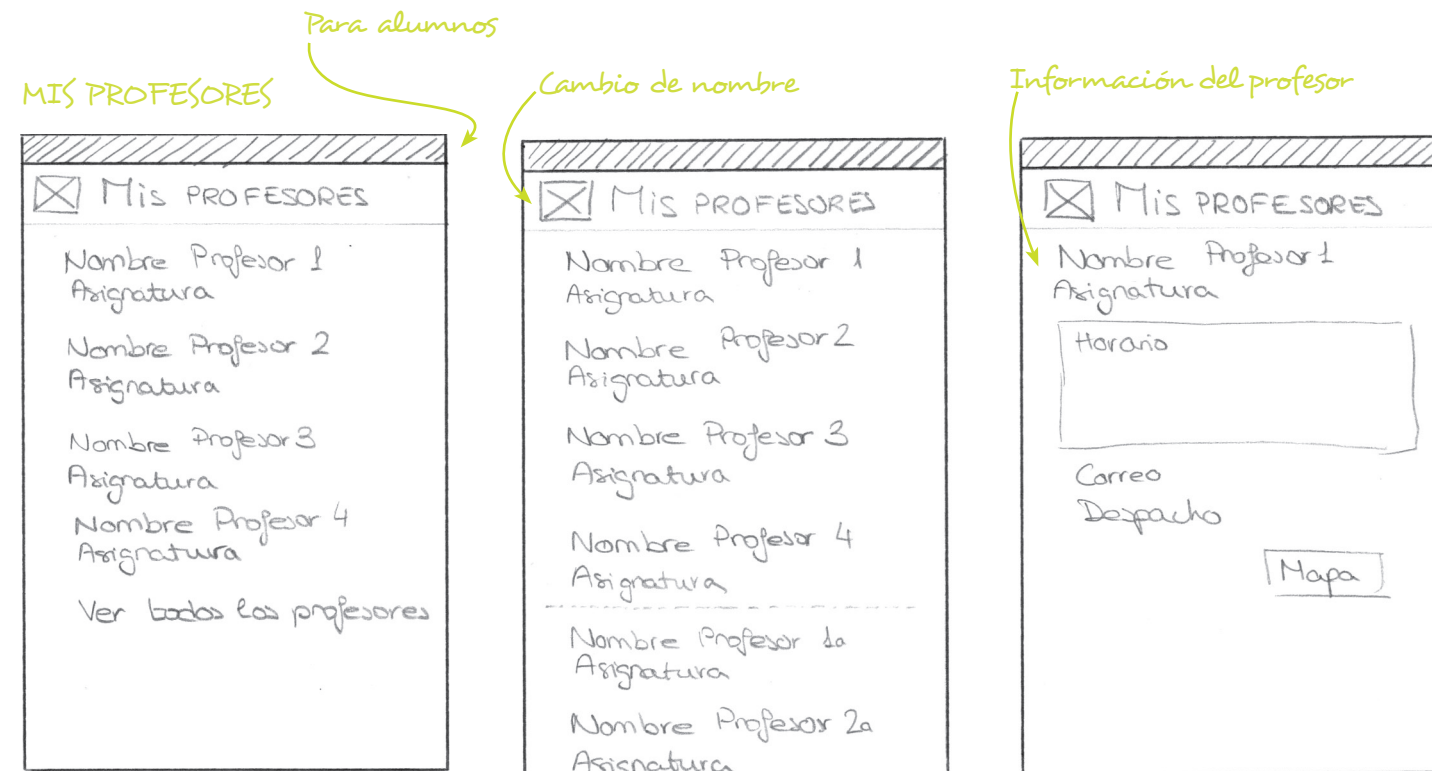 Para alumnos
MIS PROFESORES
Cambio de nombre
Información del profesor
Mis PROFESORES
Nombre Profesor 1
Asignatura
Nombre Profesor 2
Asignatura
Nombre Profesor 3
Asignatura
Nombre Profesor 4
Asignatura
Ver todos los profesores
Mis PROFESORES
Nombre Profesor 1
Asignatura
Nombre Profesor 2
Asignatura
Nombre Profesor 3
Asignatura
Nombre Profesor 4
Asignatura
Nombre Profesor 1a
Asignatura
Nombre Profesor 2a
Asignatura
Mis PROFESORES
Nombre Profesor 1
Asignatura
Horario
Correo
Despacho
Mapa